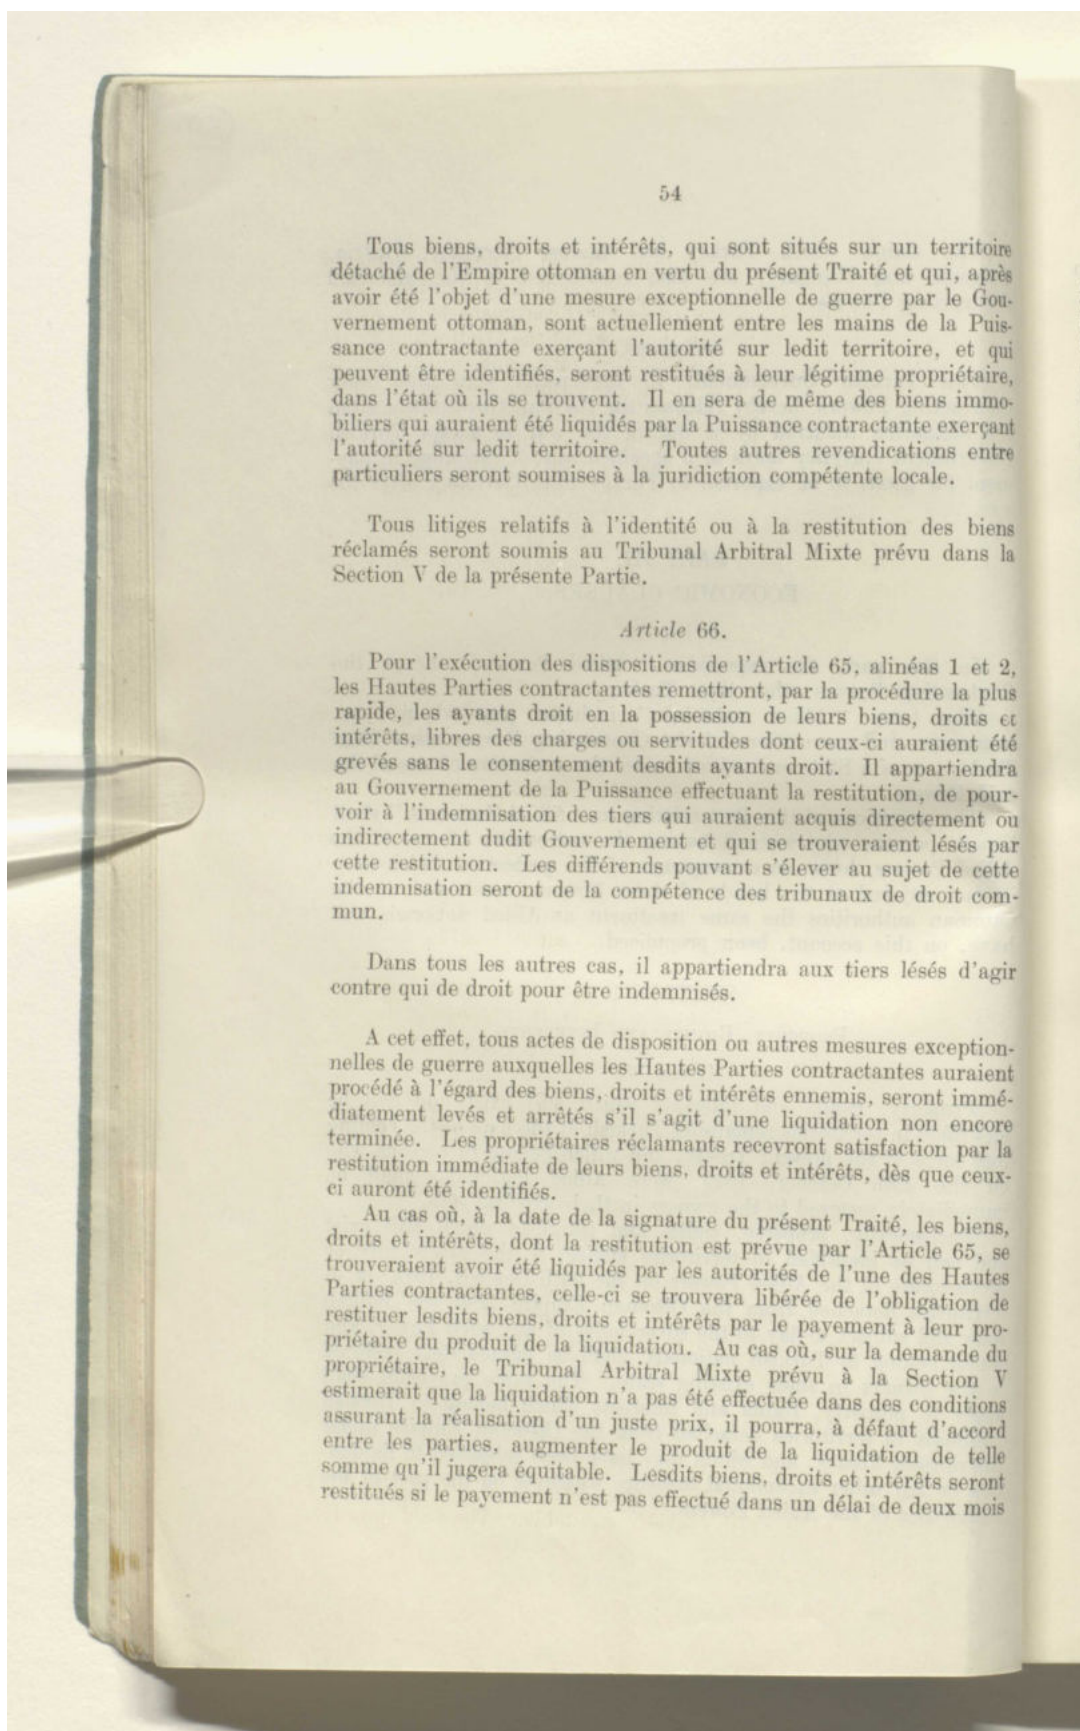 54
Tous biens, droits et intérêts, qui sont situés sur un territoire
détaché de l'Empire ottoman en vertu du présent Traité et qui, après
avoir été l'objet d'une mesure exceptionnelle de guerre par le Gou-
vernement ottoman, sont actuellement entre les mains de la Puis-
sance contractante exerçant l'autorité sur ledit territoire, et qui
peuvent être identifiés, seront restitués à leur légitime propriétaire,
dans l'état où ils se trouvent. Il en sera de même des biens immo-
biliers qui auraient été liquidés par la Puissance contractante exerçant
l'autorité sur ledit territoire. Toutes autres revendications entre
particuliers seront soumises à la juridiction compétente locale.
Tous litiges relatifs à l'identité ou à la restitution des biens
réclamés seront soumis au Tribunal Arbitral Mixte prévu dans la
Section V de la présente Partie.
Article 66.
Pour l'exécution des dispositions de l'Article 65, alinéas 1 et 2,
les Hautes Parties contractantes remettront, par la procédure la plus
rapide, les ayants droit en la possession de leurs biens, droits et
intérêts, libres des charges ou servitudes dont ceux-ci auraient été
grevés sans le consentement desdits ayants droit. Il appartiendra
au Gouvernement de la Puissance effectuant la restitution, de pour-
voir à l'indemnisation des tiers qui auraient acquis directement ou
indirectement dudit Gouvernement et qui se trouveraient lésés par
cette restitution. Les différends pouvant s'élever au sujet de cette
indemnisation seront de la compétence des tribunaux de droit com-
mun.
Dans tous les autres cas, il appartiendra aux tiers lésés d'agir
contre qui de droit pour être indemnisés.
A cet effet, tous actes de disposition ou autres mesures exception-
nelles de guerre auxquelles les Hautes Parties contractantes auraient
procédé à l'égard des biens, droits et intérêts ennemis, seront immé-
diatement levés et arrêtés s'il s'agit d'une liquidation non encore
terminée. Les propriétaires réclamants recevront satisfaction par la
restitution immédiate de leurs biens, droits et intérêts, dès que ceux-
ci auront été identifiés.
Au cas où, à la date de la signature du présent Traité, les biens,
droits et intérêts, dont la restitution est prévue par l'Article 65, se
trouveraient avoir été liquidés par les autorités de l'une des Hautes
Parties contractantes, celle-ci se trouvera libérée de l'obligation de
restituer lesdits biens, droits et intérêts par le payement à leur pro-
priétaire du produit de la liquidation. Au cas où, sur la demande du
propriétaire, le Tribunal Arbitral Mixte prévu à la Section V
estimerait que la liquidation n'a pas été effectuée dans des conditions
assurant la réalisation d'un juste prix, il pourra, à défaut d'accord
entre les parties, augmenter le produit de la liquidation de telle
somme qu'il jugera équitable. Lesdits biens, droits et intérêts seront
restitués si le payement n'est pas effectué dans un délai de deux mois